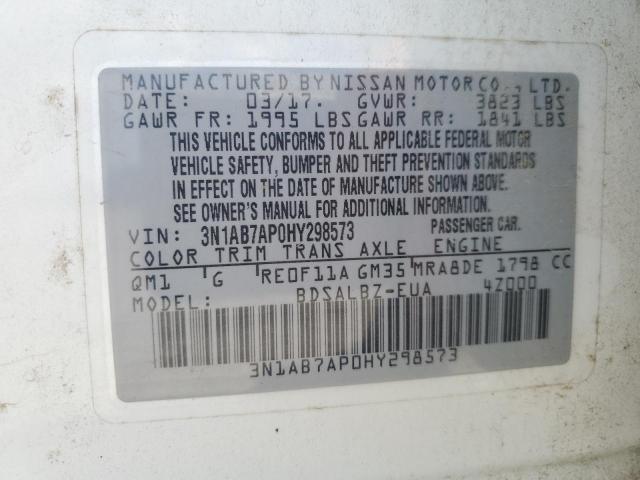 MANUFACTURED BY NISSAN MOTOR CO., LTD.
DATE: 03/17. GVWR: 3823 LBS
GAWR FR: 1995 LBS GAWR RR: 1841 LBS
THIS VEHICLE CONFORMS TO ALL APPLICABLE FEDERAL MOTOR
VEHICLE SAFETY, BUMPER AND THEFT PREVENTION STANDARDS
IN EFFECT ON THE DATE OF MANUFACTURE SHOWN ABOVE.
SEE OWNER'S MANUAL FOR ADDITIONAL INFORMATION.
VIN: 3N1AB7AP0HY298573 PASSENGER CAR.
COLOR TRIM TRANS AXLE ENGINE
QM1 G RE0F11A GM35 MRA8DE 1798 CC
MODEL: BDSALBZ-EUA 4Z000
3N1AB7AP0HY298573